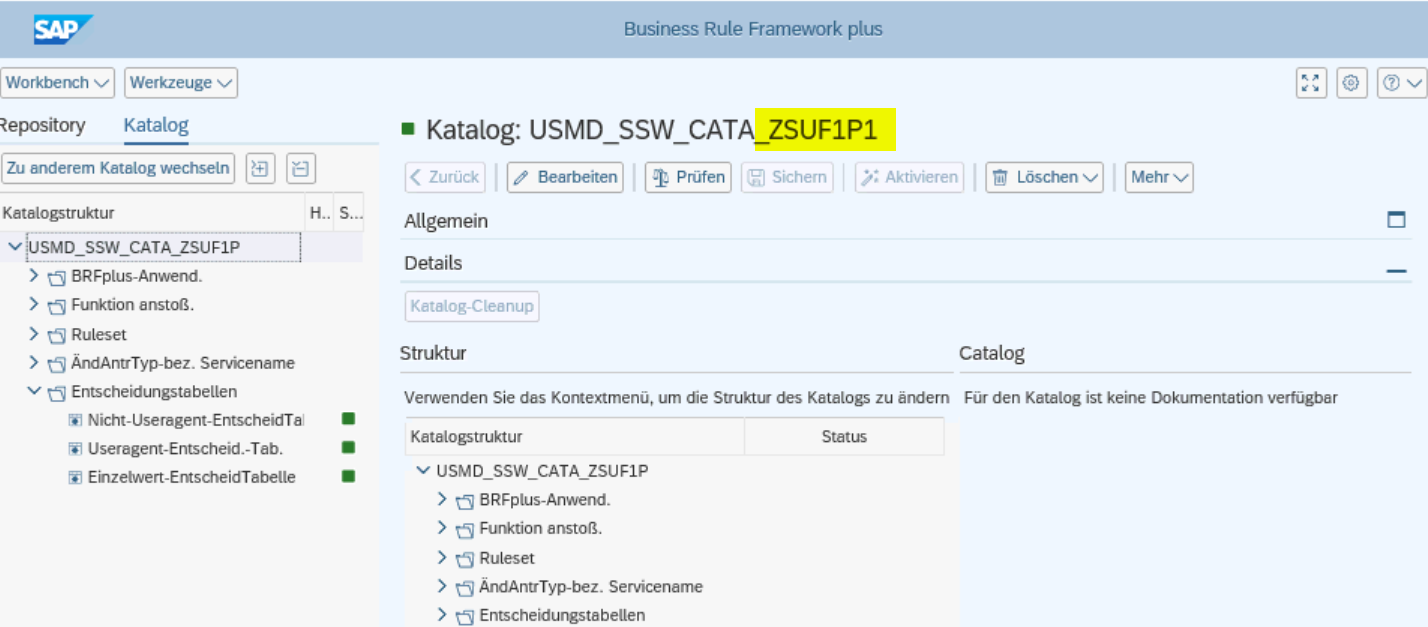 SAP Business Rule Framework plus
Workbench Werkzeuge
Repository Katalog
Katalog: USMD_SSW_CATA_ZSUF1P1
Zu anderem Katalog wechseln
Zurück Bearbeiten Prüfen Sichern Aktivieren Löschen Mehr
Katalogstruktur H.. S...
USMD_SSW_CATA_ZSUF1P
BRFplus-Anwend.
Funktion anstoß.
Ruleset
ÄndAntrTyp-bez. Servicename
Entscheidungstabellen
Nicht-Useragent-EntscheidTal
Useragent-Entscheid.-Tab.
Einzelwert-EntscheidTabelle
Allgemein
Details
Katalog-Cleanup
Struktur
Verwenden Sie das Kontextmenü, um die Struktur des Katalogs zu ändern
Katalogstruktur Status
USMD_SSW_CATA_ZSUF1P
BRFplus-Anwend.
Funktion anstoß.
Ruleset
ÄndAntrTyp-bez. Servicename
Entscheidungstabellen
Catalog
Für den Katalog ist keine Dokumentation verfügbar